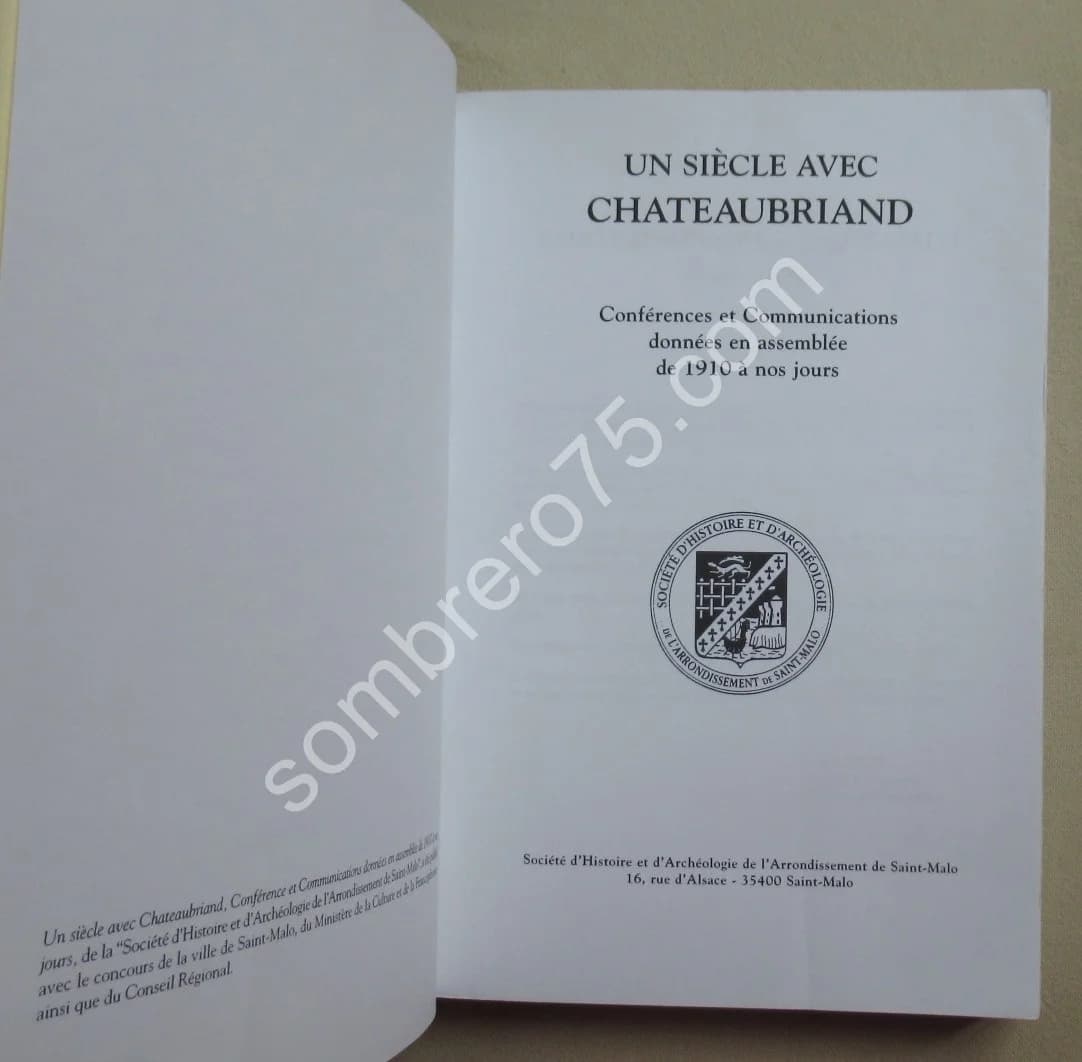 Un siècle avec Chateaubriand, Conférence et Communications données en assemblée de 1910 à nos
jours, de la "Société d'Histoire et d'Archéologie de l'Arrondissement de Saint-Malo" a été
avec le concours de la ville de Saint-Malo, du Ministère de la Culture et de la Francophonie
ainsi que du Conseil Régional.
UN SIÈCLE AVEC
CHATEAUBRIAND
Conférences et Communications
données en assemblée
de 1910 à nos jours
SOCIÉTÉ D'HISTOIRE ET D'ARCHÉOLOGIE
DE L'ARRONDISSEMENT DE SAINT-MALO
Société d'Histoire et d'Archéologie de l'Arrondissement de Saint-Malo
16, rue d'Alsace - 35400 Saint-Malo
sombrero75.com